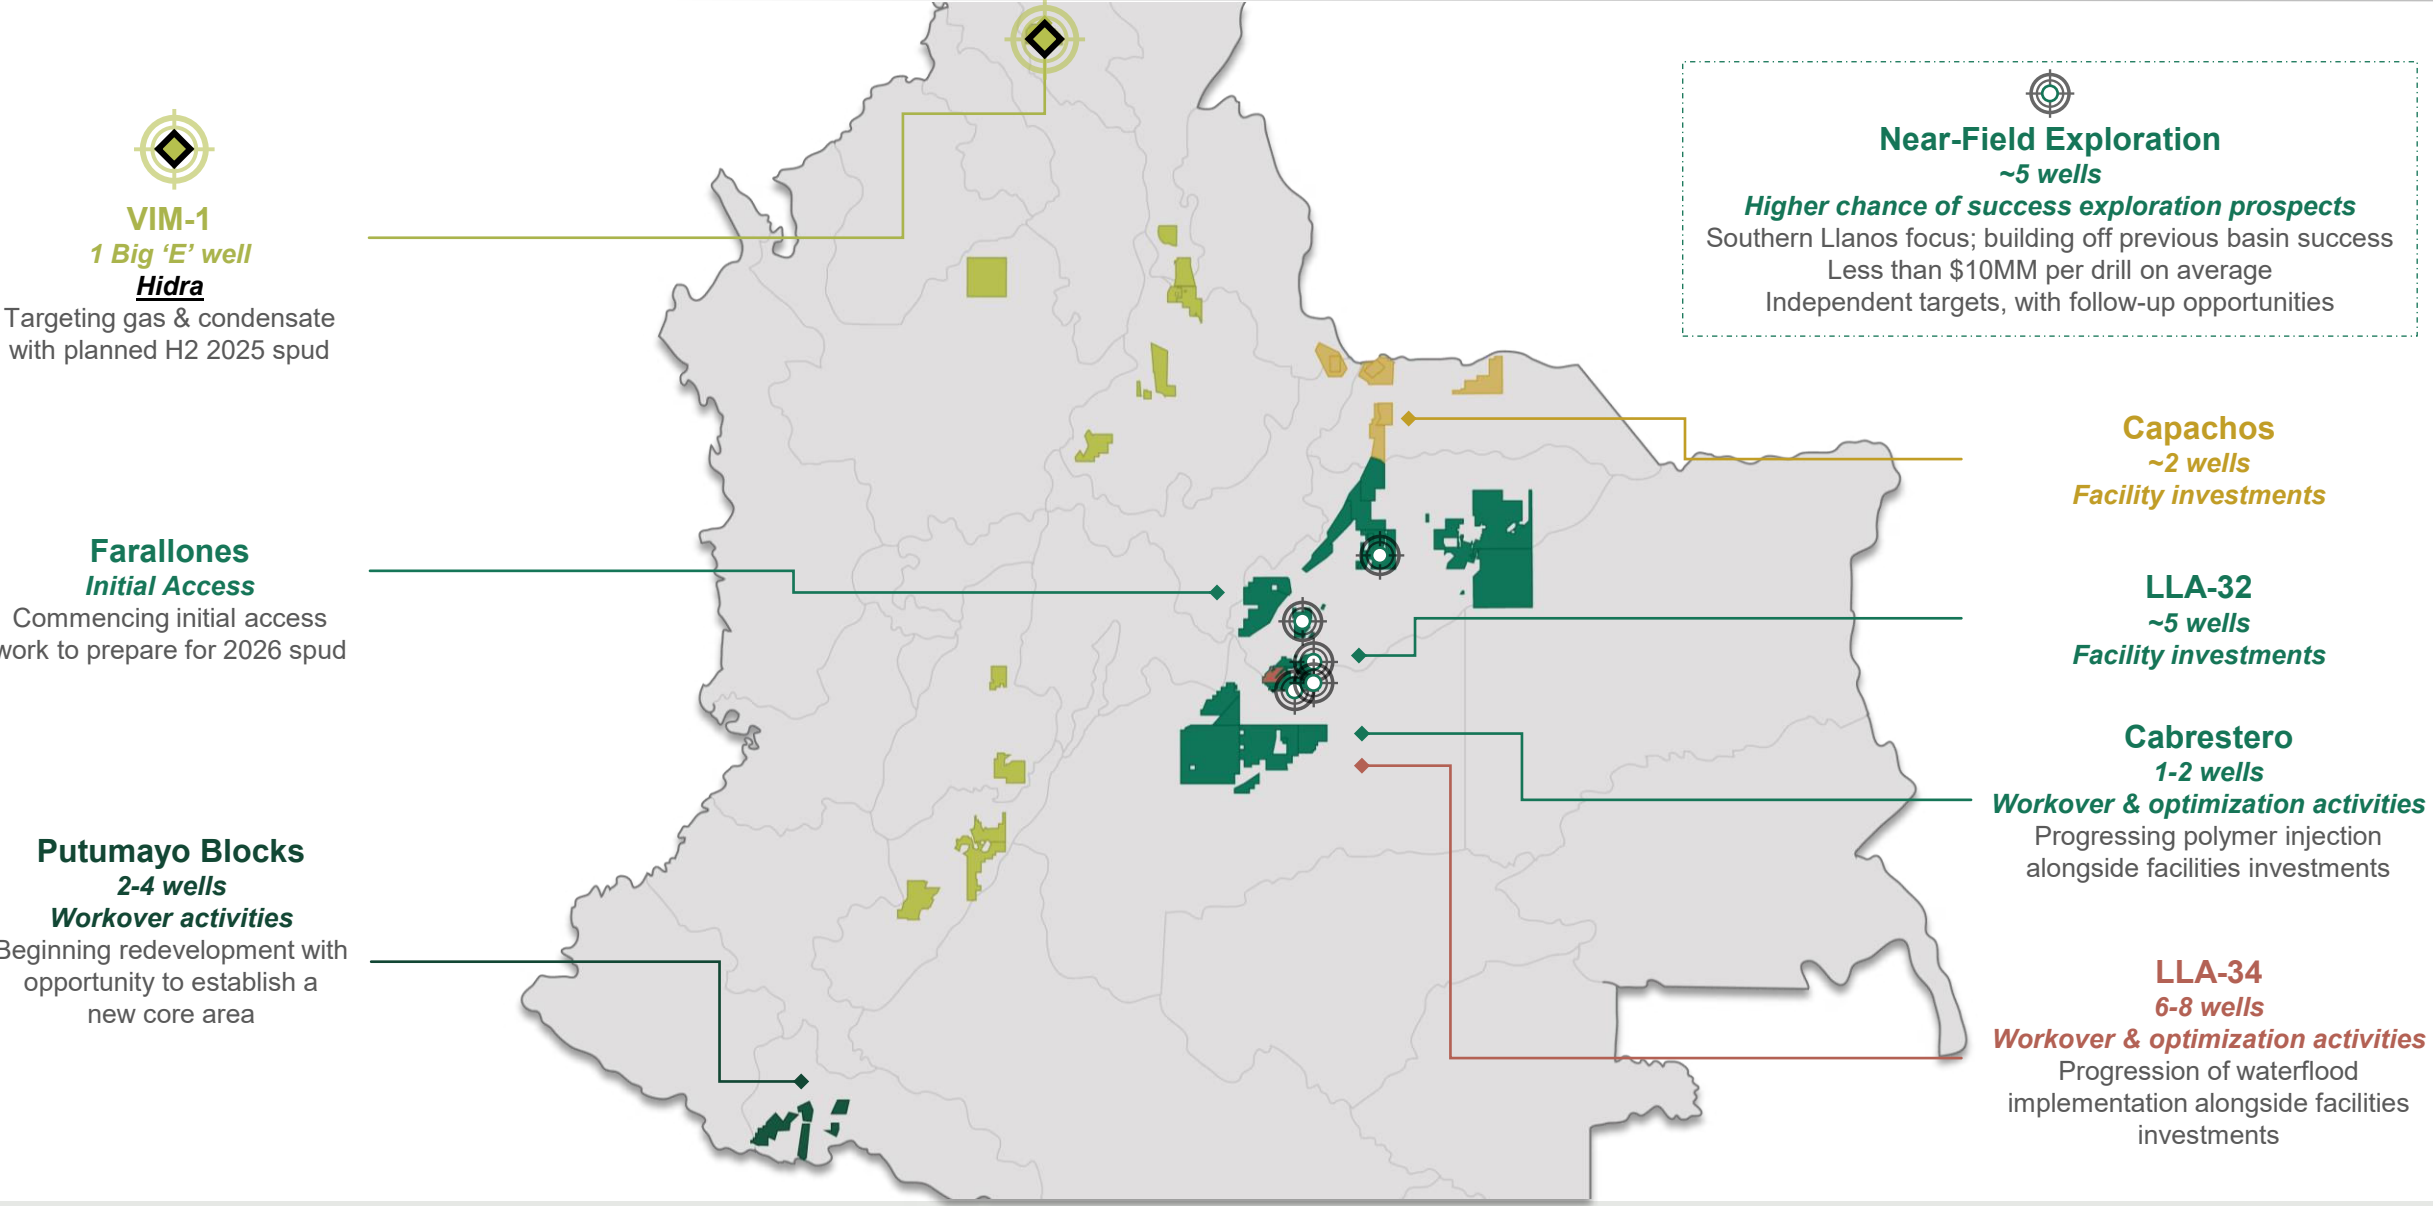 VIM-1
1 Big ‘E’ well
Hidra
Targeting gas & condensate
with planned H2 2025 spud
Farallones
Initial Access
Commencing initial access
work to prepare for 2026 spud
Putumayo Blocks
2-4 wells
Workover activities
Beginning redevelopment with
opportunity to establish a
new core area
Near-Field Exploration
~5 wells
Higher chance of success exploration prospects
Southern Llanos focus; building off previous basin success
Less than $10MM per drill on average
Independent targets, with follow-up opportunities
Capachos
~2 wells
Facility investments
LLA-32
~5 wells
Facility investments
Cabrestero
1-2 wells
Workover & optimization activities
Progressing polymer injection
alongside facilities investments
LLA-34
6-8 wells
Workover & optimization activities
Progression of waterflood
implementation alongside facilities
investments